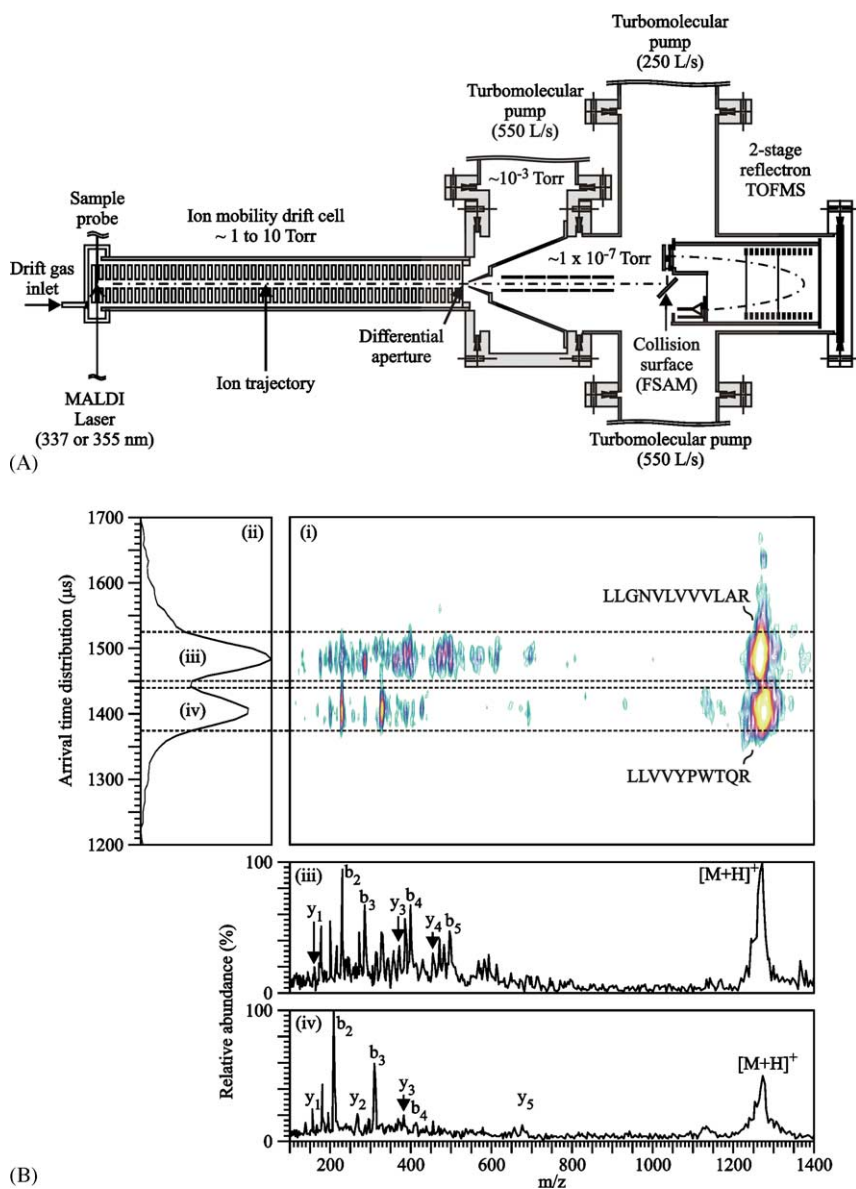 Turbomolecular
pump
(250 L/s)
Turbomolecular
pump
(550 L/s)
2-stage
reflectron
TOFMS
~10⁻³ Torr
Sample
probe
Ion mobility drift cell
~ 1 to 10 Torr
~1 x 10⁻⁷ Torr
Drift gas
inlet
Differential
aperture
Collision
surface
(FSAM)
Ion trajectory
MALDI
Laser
(337 or 355 nm)
Turbomolecular pump
(550 L/s)
(A)
1700
(ii)
(i)
1600
LLGNVLVVVLAR
Arrival time distribution (µs)
1500
(iii)
1400
(iv)
1300
LLVVYPWTQR
1200
100
(iii)
b₂
[M+H]⁺
b₃
y₃
b₄
y₁
y₄
b₅
0
Relative abundance (%)
100
(iv)
b₂
b₃
[M+H]⁺
y₁
y₂
y₃
b₄
y₅
0
200 400 600 800 1000 1200 1400
m/z
(B)